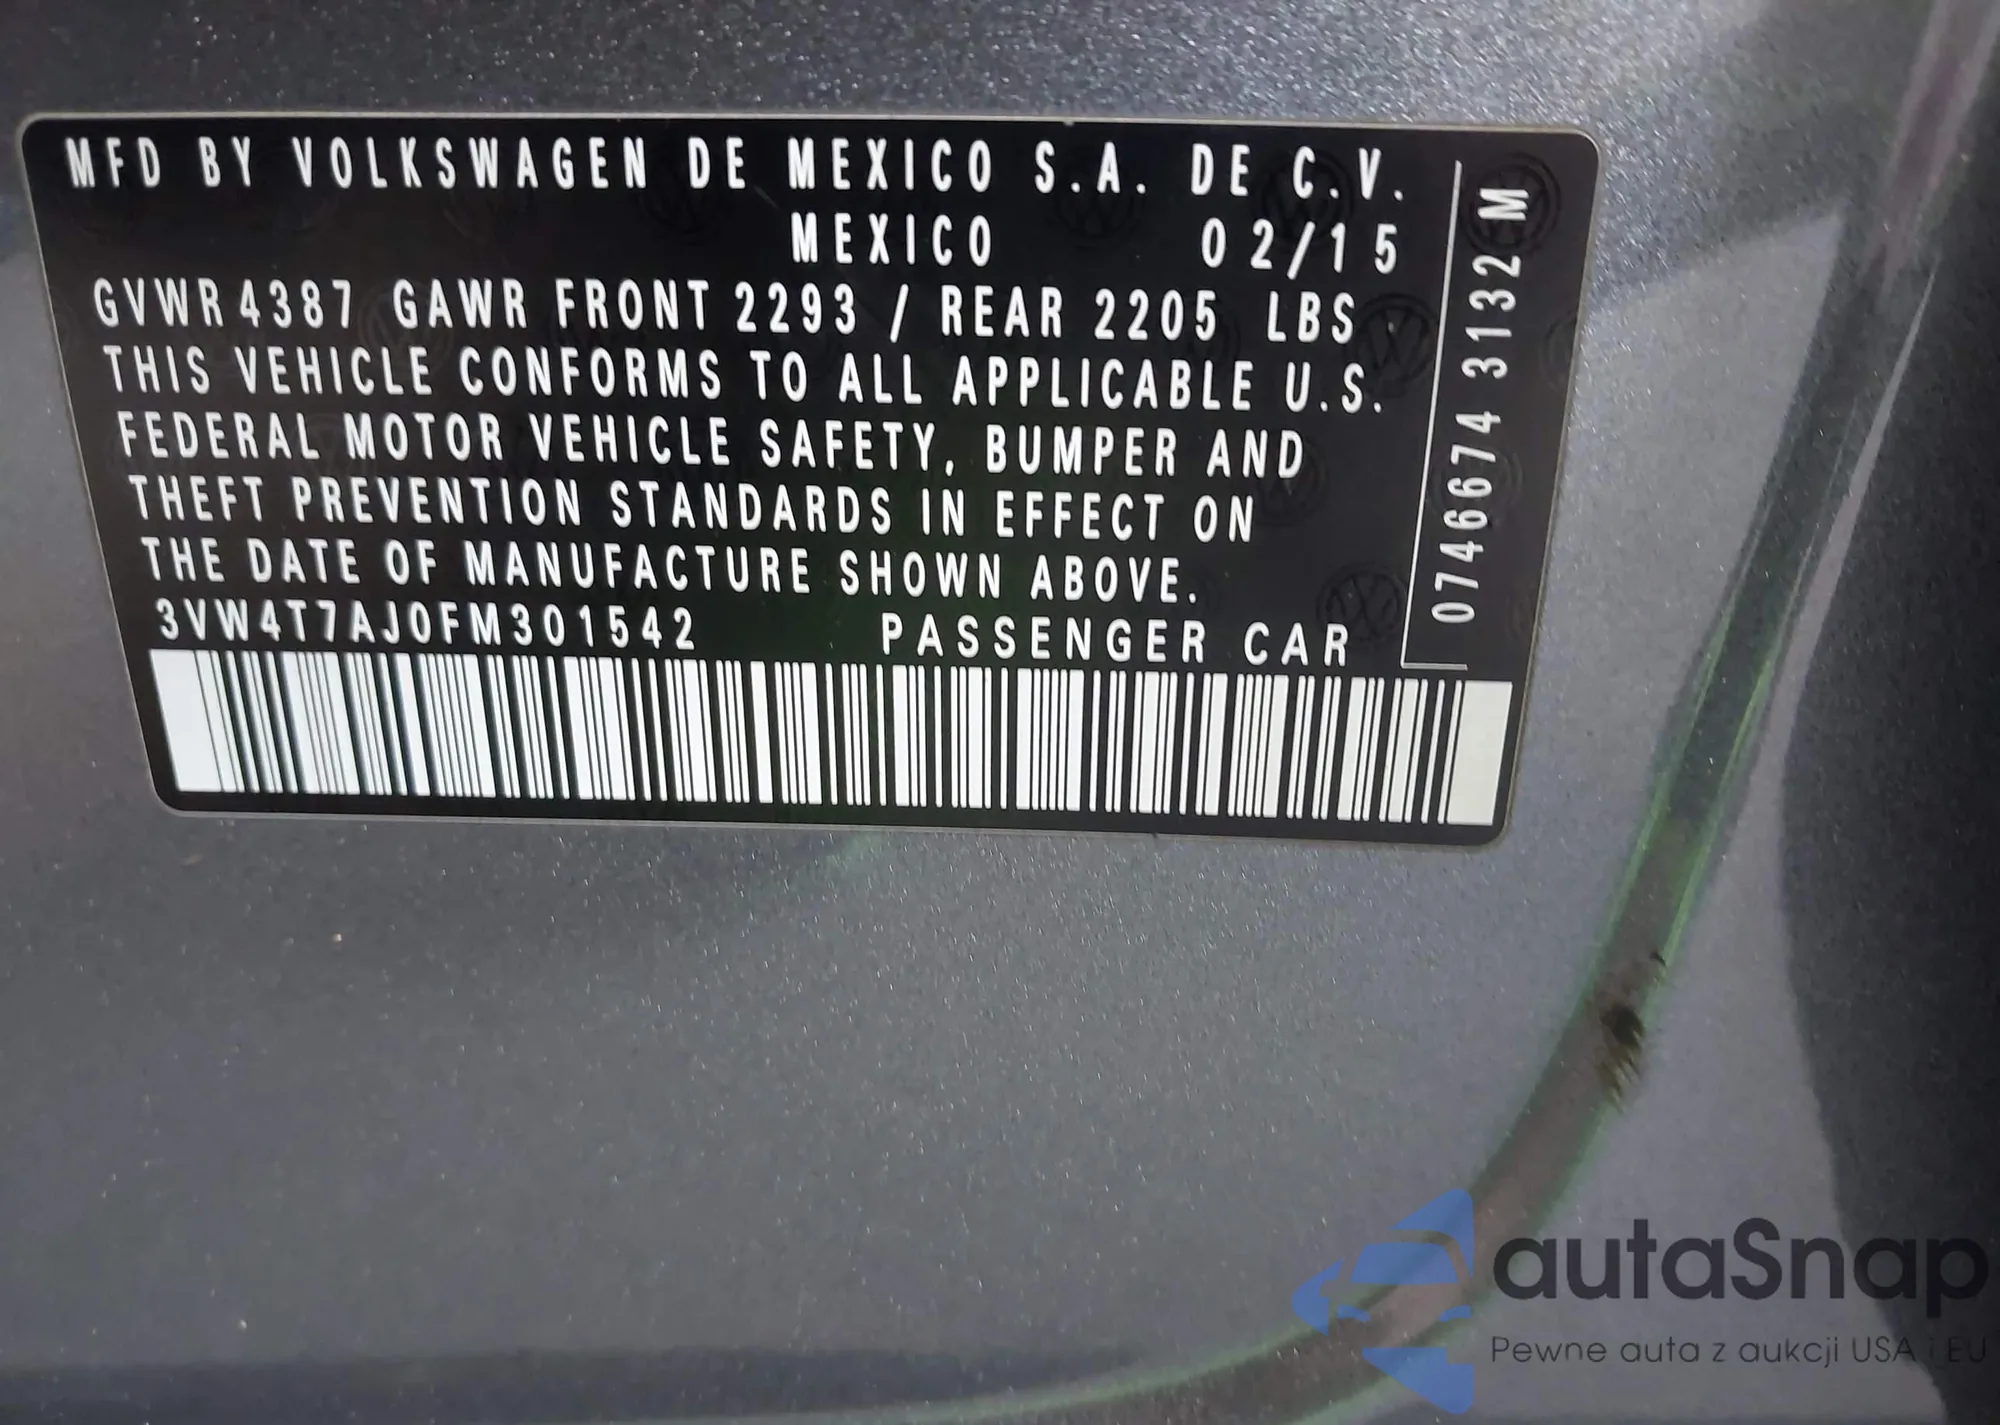 MFD BY VOLKSWAGEN DE MEXICO S.A. DE C.V.
MEXICO 02/15
GVWR 4387 GAWR FRONT 2293 / REAR 2205 LBS
THIS VEHICLE CONFORMS TO ALL APPLICABLE U.S.
FEDERAL MOTOR VEHICLE SAFETY, BUMPER AND
THEFT PREVENTION STANDARDS IN EFFECT ON
THE DATE OF MANUFACTURE SHOWN ABOVE.
3VW4T7AJ0FM301542 PASSENGER CAR
0746674 3132 M
autaSnap
Pewne auta z aukcji USA i EU